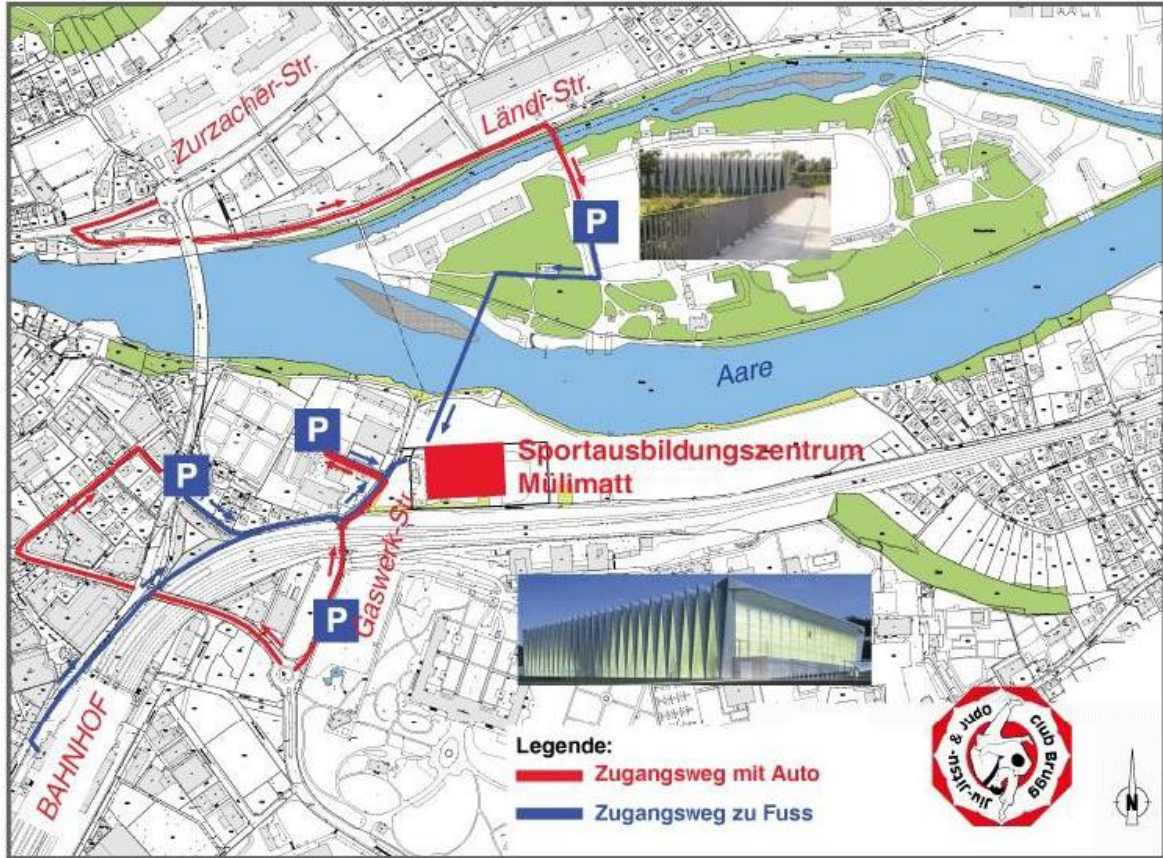 Zurzacher-Str.
Ländi-Str.
P
Aare
P
P
Sportausbildungszentrum
Mülimatt
Gaswerk-Str.
P
BAHNHOF
Legende:
Zugangsweg mit Auto
Zugangsweg zu Fuss
Jiu-Jitsu- & Judo
club Brugg
N